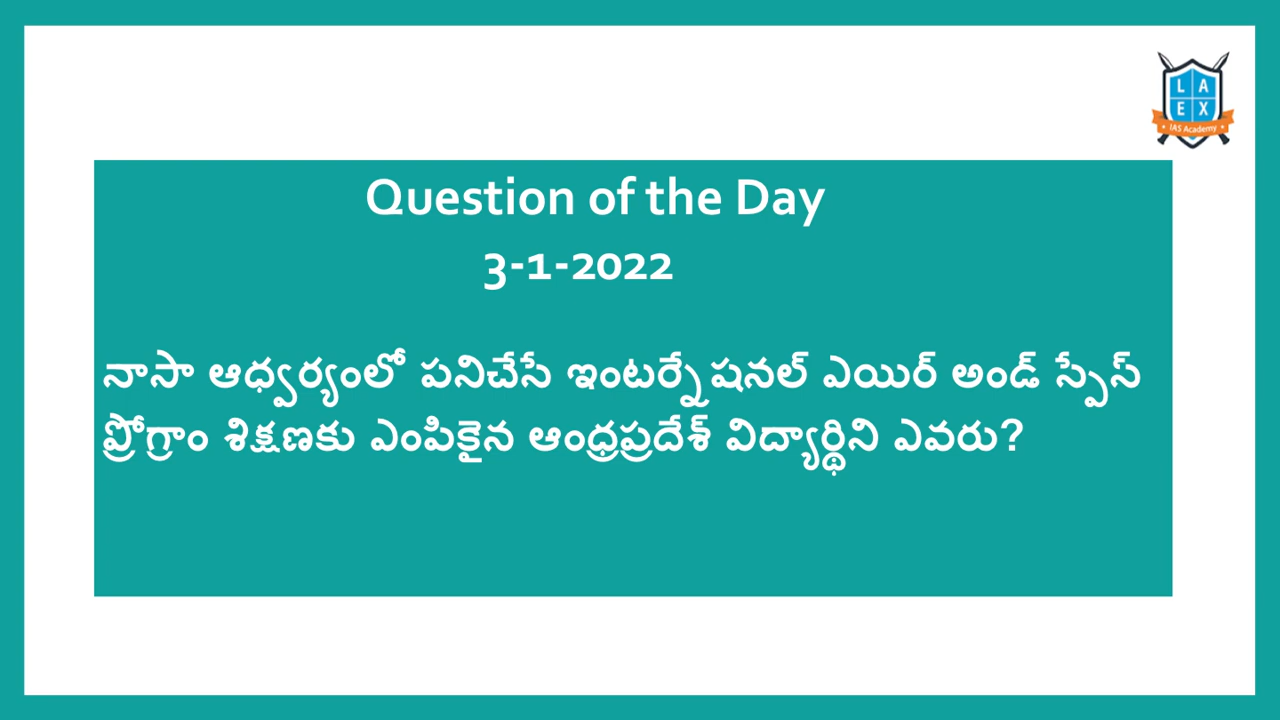 L A
E X
IAS Academy
Question of the Day
3-1-2022
నాసా ఆధ్వర్యంలో పనిచేసే ఇంటర్నేషనల్ ఎయిర్ అండ్ స్పేస్
ప్రోగ్రాం శిక్షణకు ఎంపికైన ఆంధ్రప్రదేశ్ విద్యార్థిని ఎవరు?